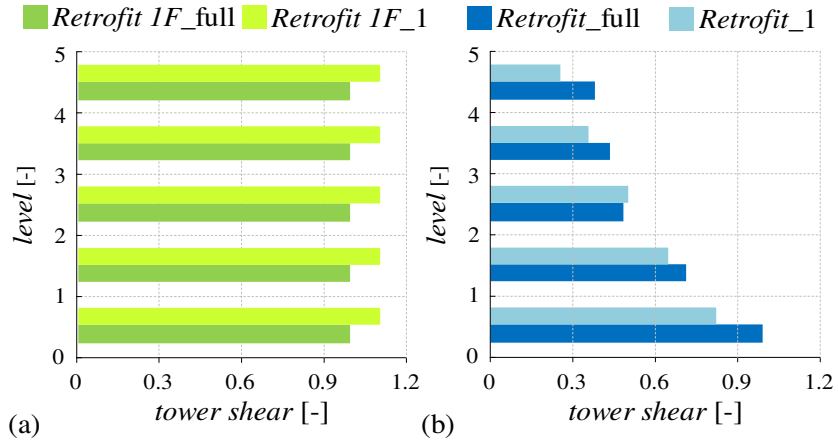 Retrofit 1F_full Retrofit 1F_1 Retrofit_full Retrofit_1
5
4
3
2
1
0
level [-]
0 0.3 0.6 0.9 1.2
tower shear [-]
(a)
5
4
3
2
1
0
level [-]
0 0.3 0.6 0.9 1.2
tower shear [-]
(b)